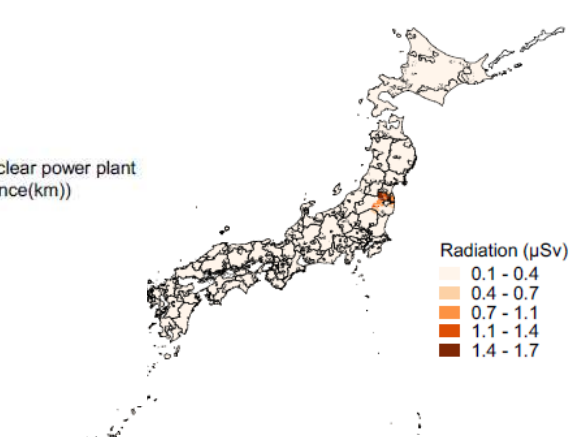 clear power plant
nce(km))
Radiation (μSv)
0.1 - 0.4
0.4 - 0.7
0.7 - 1.1
1.1 - 1.4
1.4 - 1.7